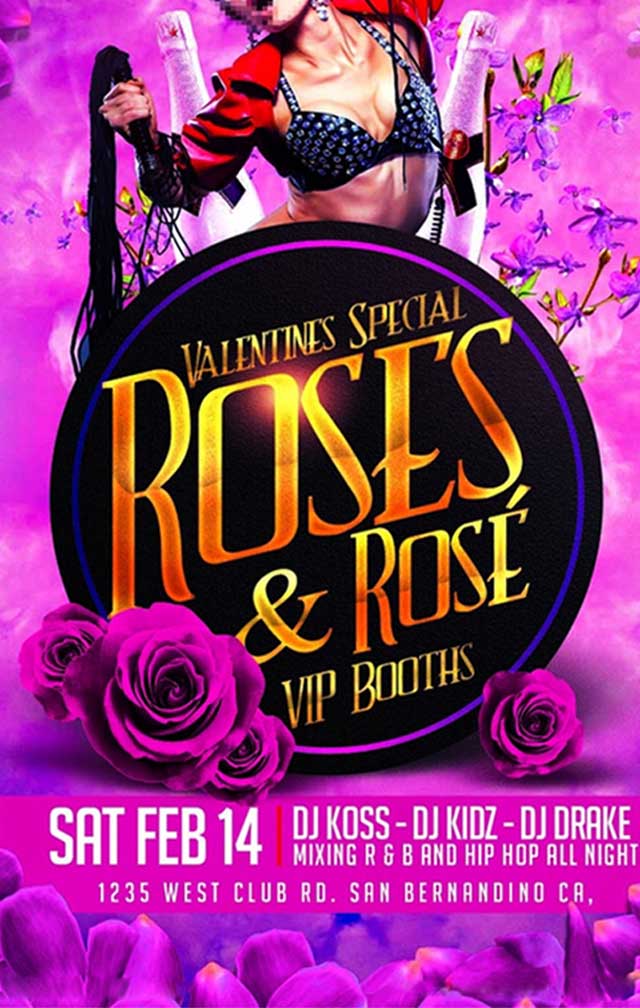 Valentines Special
Roses
& Rosé
VIP Booths
SAT FEB 14
DJ KOSS - DJ KIDZ - DJ DRAKE
MIXING R & B AND HIP HOP ALL NIGHT
1235 WEST CLUB RD. SAN BERNANDINO CA,